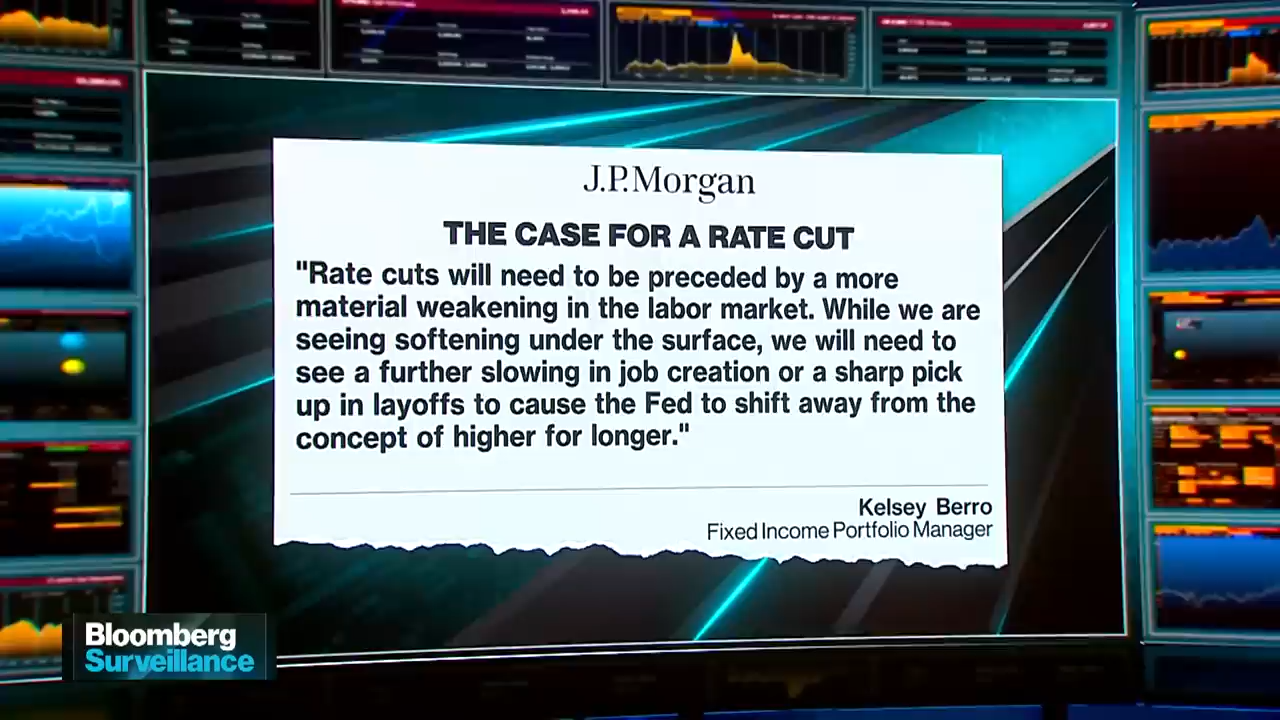 J.P.Morgan
THE CASE FOR A RATE CUT
"Rate cuts will need to be preceded by a more
material weakening in the labor market. While we are
seeing softening under the surface, we will need to
see a further slowing in job creation or a sharp pick
up in layoffs to cause the Fed to shift away from the
concept of higher for longer."
Kelsey Berro
Fixed Income Portfolio Manager
Bloomberg
Surveillance